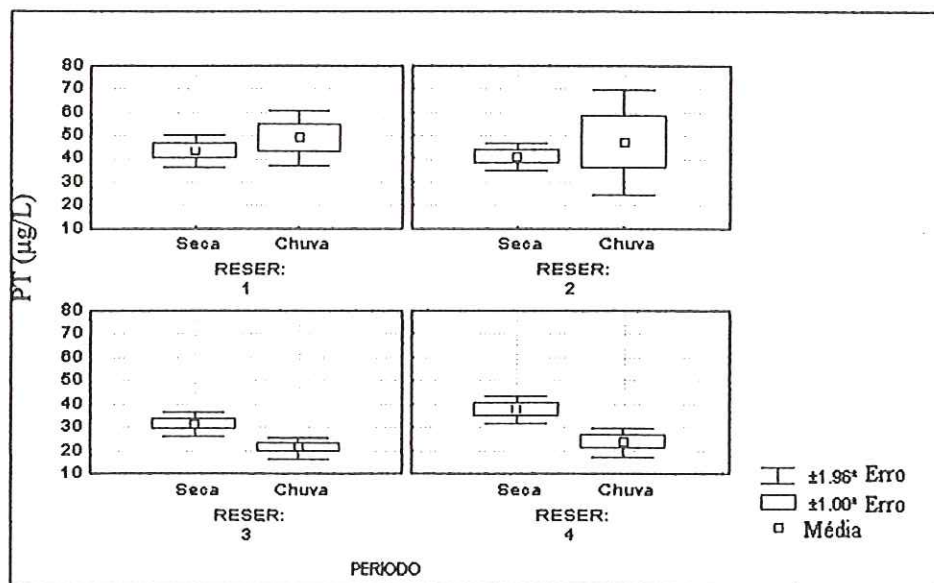 PT (µg/L)
80
70
60
50
40
30
20
10
Seca Chuva
RESER:
1
Seca Chuva
RESER:
2
80
70
60
50
40
30
20
10
Seca Chuva
RESER:
3
Seca Chuva
RESER:
4
PERIODO
±1.96* Erro
±1.00* Erro
Média